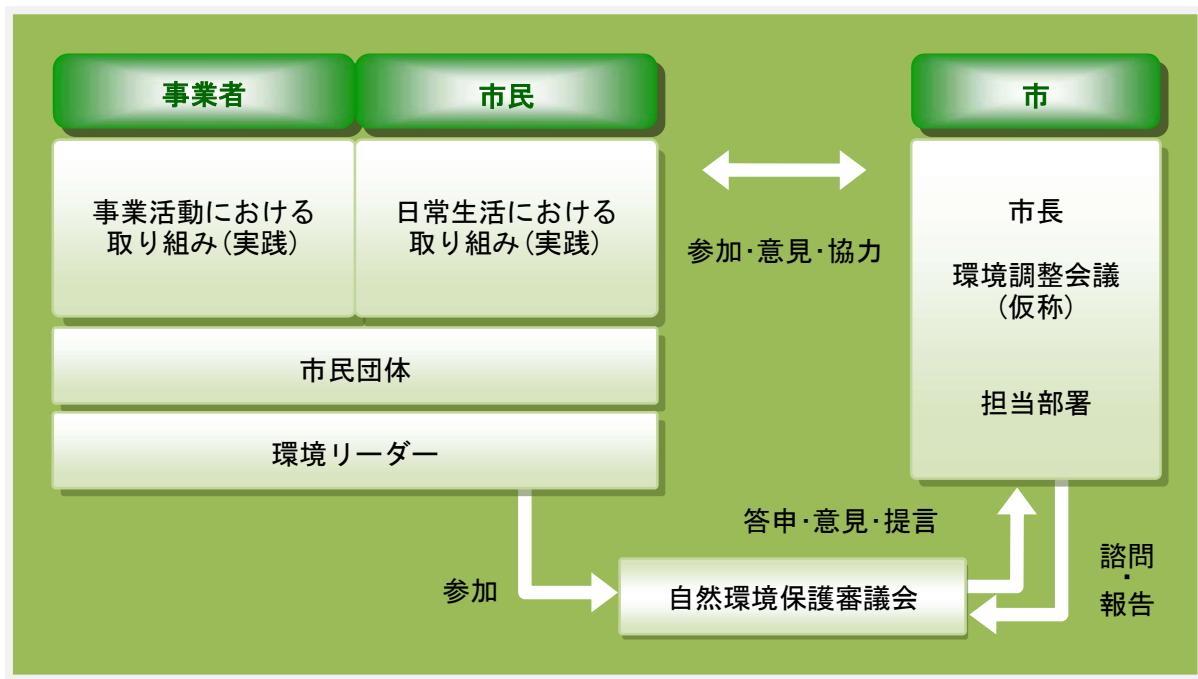 事業者
市民
市
事業活動における
取り組み(実践)
日常生活における
取り組み(実践)
参加・意見・協力
市長
環境調整会議
(仮称)
担当部署
市民団体
環境リーダー
答申・意見・提言
参加
自然環境保護審議会
諮問
・
報告